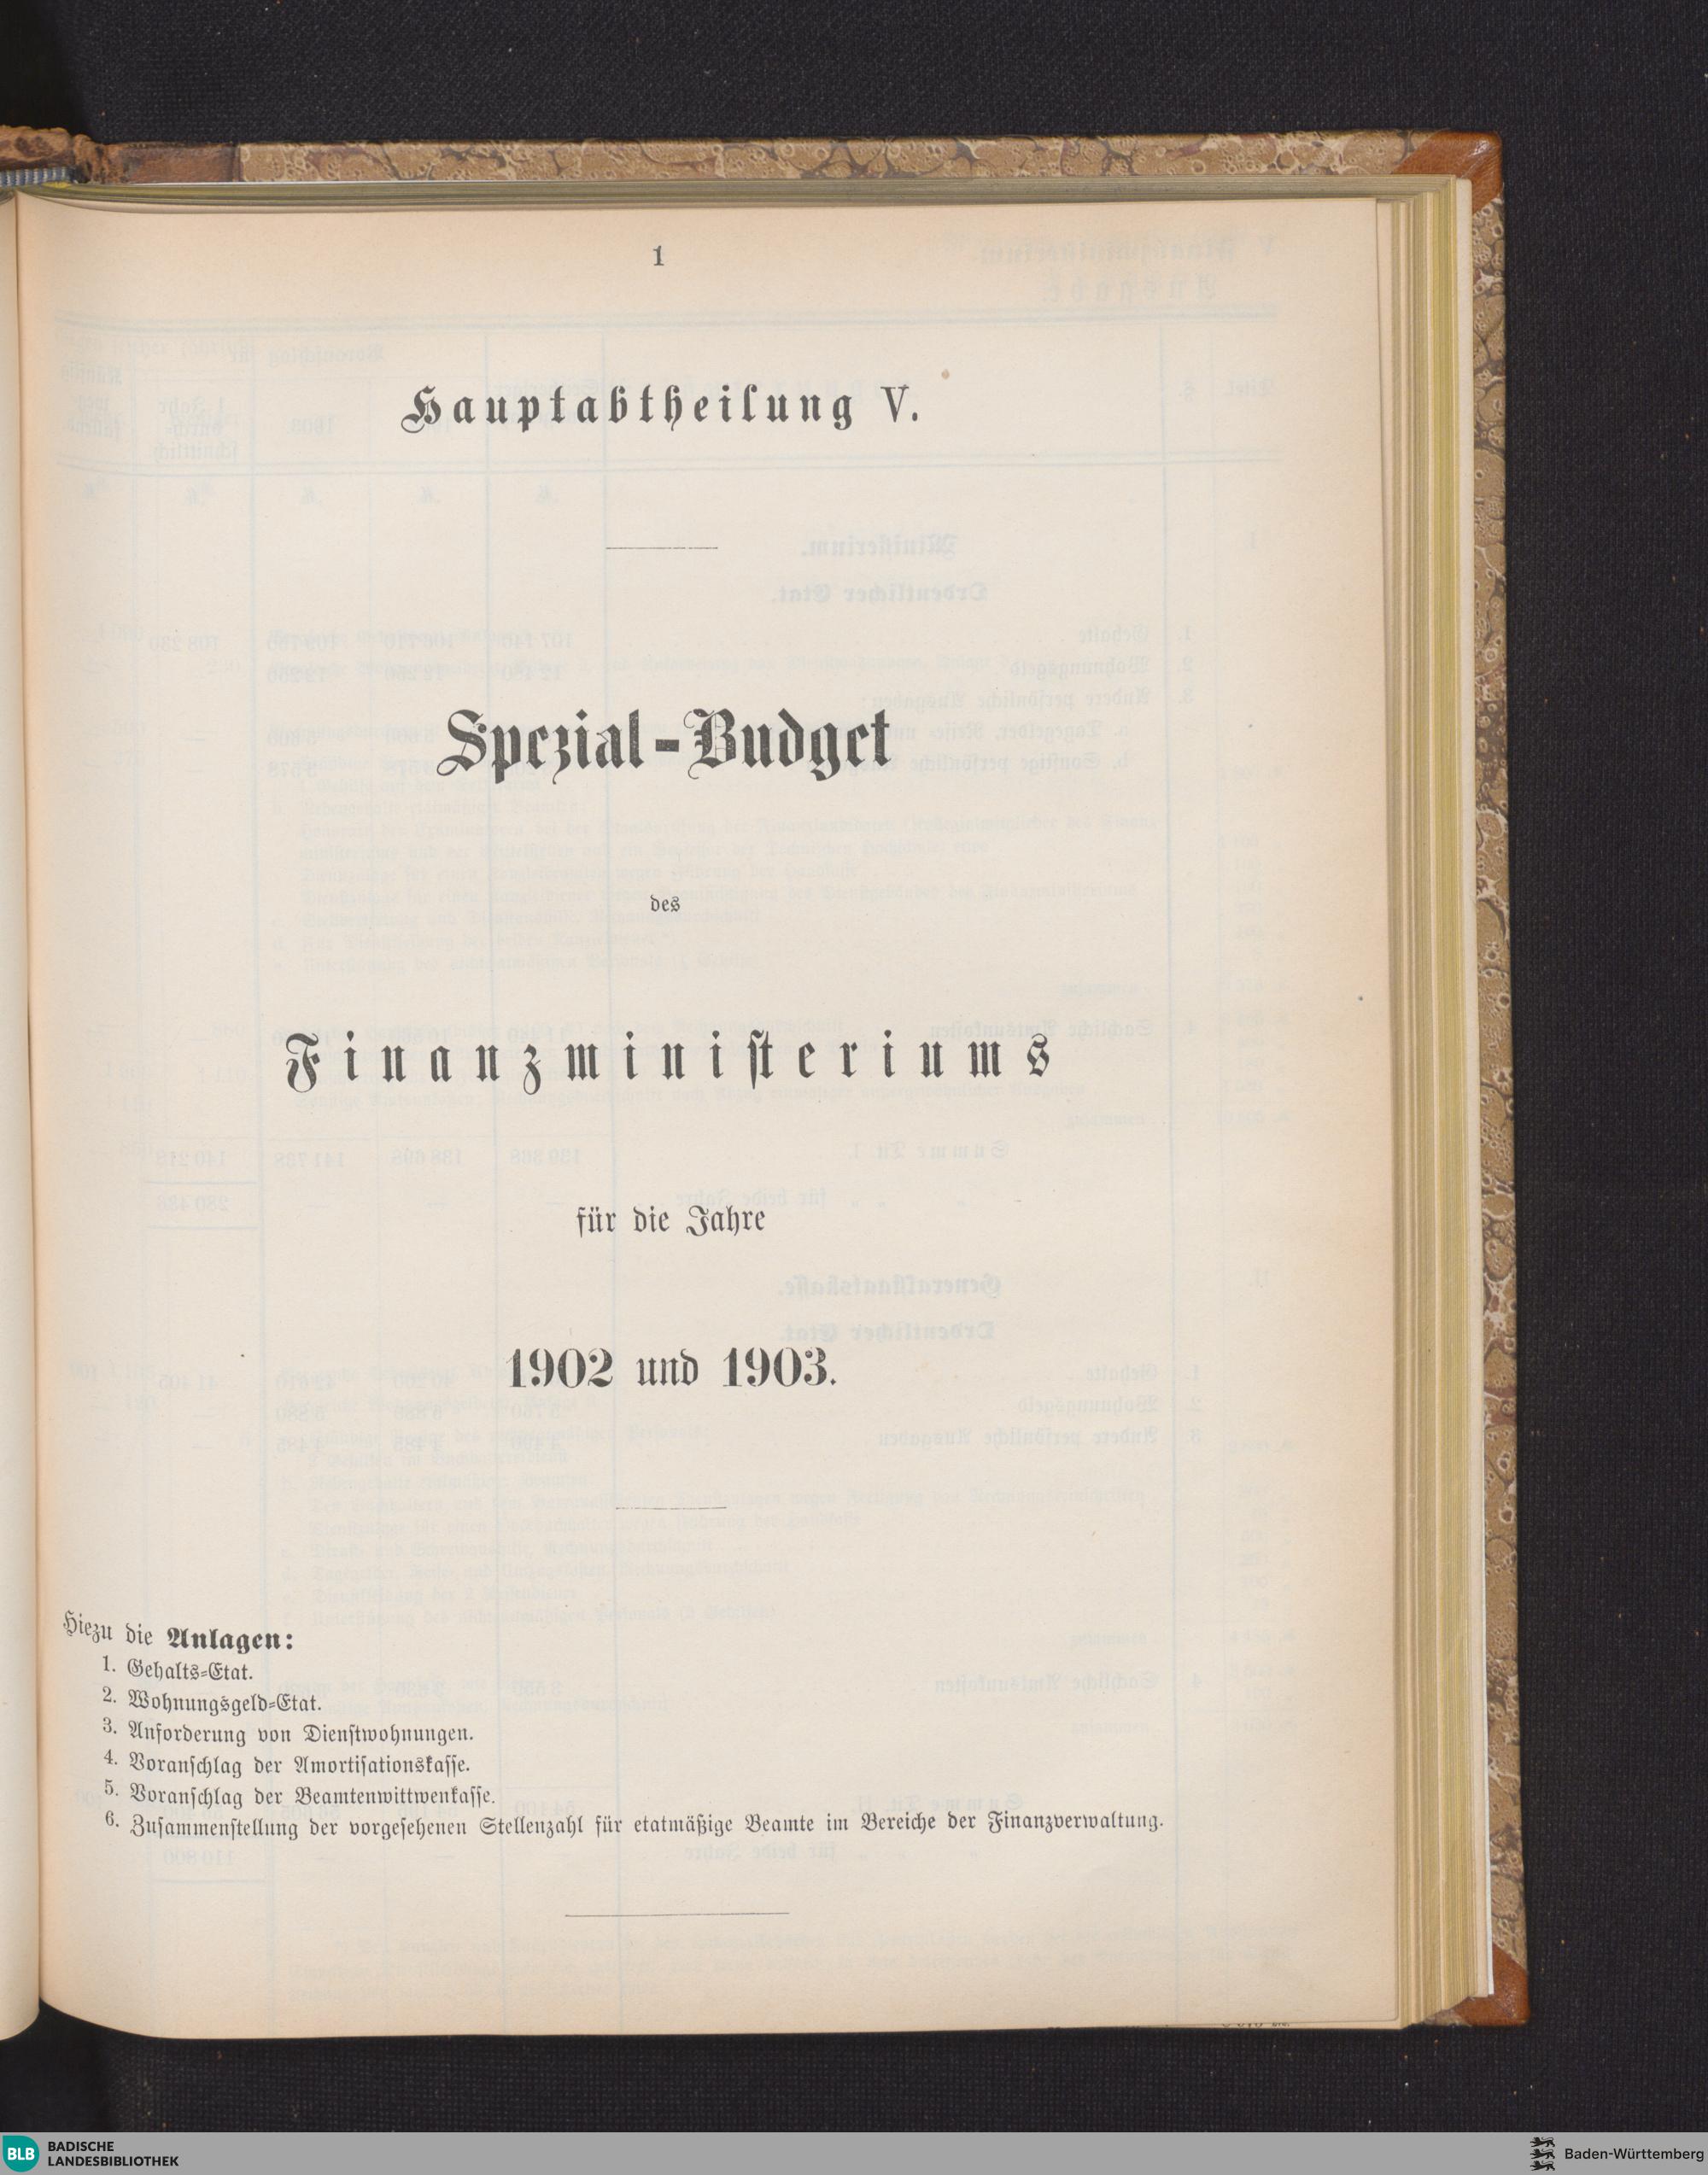 1
Hauptabtheilung V.
Spezial-Budget
des
Finanzministeriums
für die Jahre
1902 und 1903.
Hiezu die Anlagen:
1. Gehalts-Etat.
2. Wohnungsgeld-Etat.
3. Anforderung von Dienstwohnungen.
4. Voranschlag der Amortisationskasse.
5. Voranschlag der Beamtenwittwenkasse.
6. Zusammenstellung der vorgesehenen Stellenzahl für etatmäßige Beamte im Bereiche der Finanzverwaltung.
BLB BADISCHE
LANDESBIBLIOTHEK
Baden-Württemberg